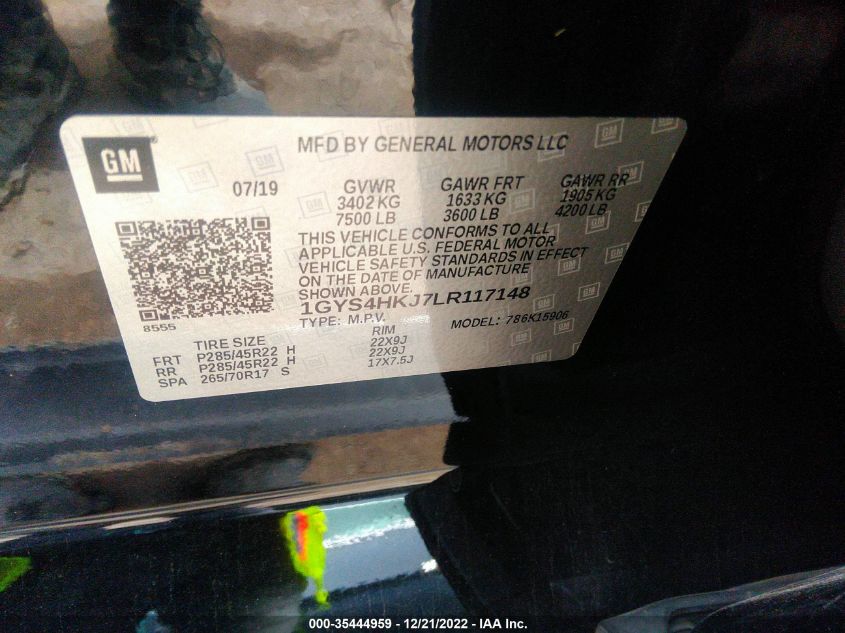 GM
MFD BY GENERAL MOTORS LLC
07/19
GVWR GAWR FRT GAWR RR
3402 KG 1633 KG 1905 KG
7500 LB 3600 LB 4200 LB
THIS VEHICLE CONFORMS TO ALL
APPLICABLE U.S. FEDERAL MOTOR
VEHICLE SAFETY STANDARDS IN EFFECT
ON THE DATE OF MANUFACTURE
SHOWN ABOVE.
1GYS4HKJ7LR117148
8555
TYPE: M.P.V. MODEL: 786K15906
TIRE SIZE RIM
FRT P285/45R22 H 22X9J
RR P285/45R22 H 22X9J
SPA 265/70R17 S 17X7.5J
000-35444959 - 12/21/2022 - IAA Inc.